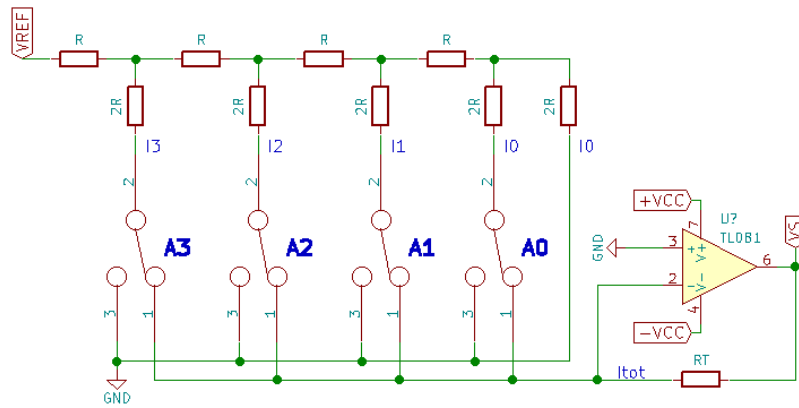 VREF
R R R R
2R 2R 2R 2R 2R
I3 I2 I1 I0 I0
2 2 2 2
A3 A2 A1 A0
3 1 3 1 3 1 3 1
GND
+VCC
U?
TL081
7
GND
3 + V+
6
VS
2 - V-
4
-VCC
Itot
RT